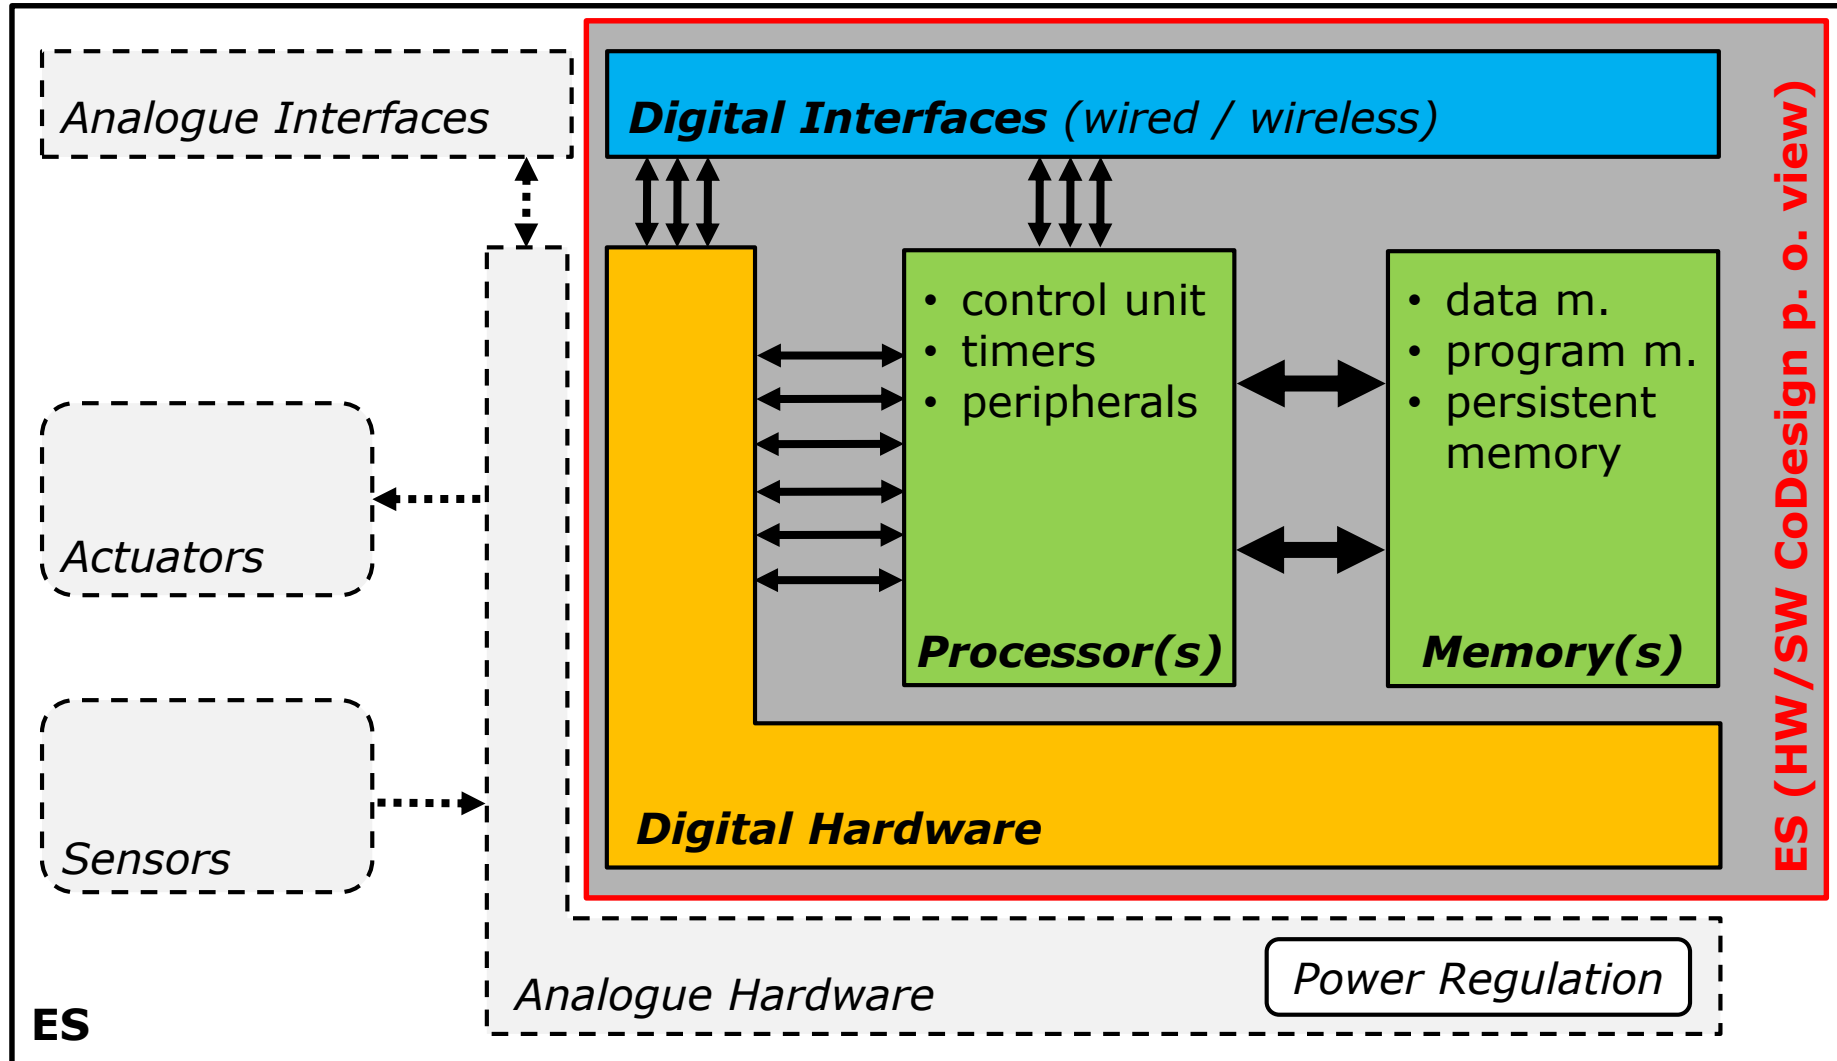 Analogue Interfaces
Digital Interfaces (wired / wireless)
• control unit
• timers
• peripherals
Processor(s)
• data m.
• program m.
• persistent
memory
Memory(s)
ES (HW/SW CoDesign p. o. view)
Actuators
Sensors
Digital Hardware
Analogue Hardware
Power Regulation
ES